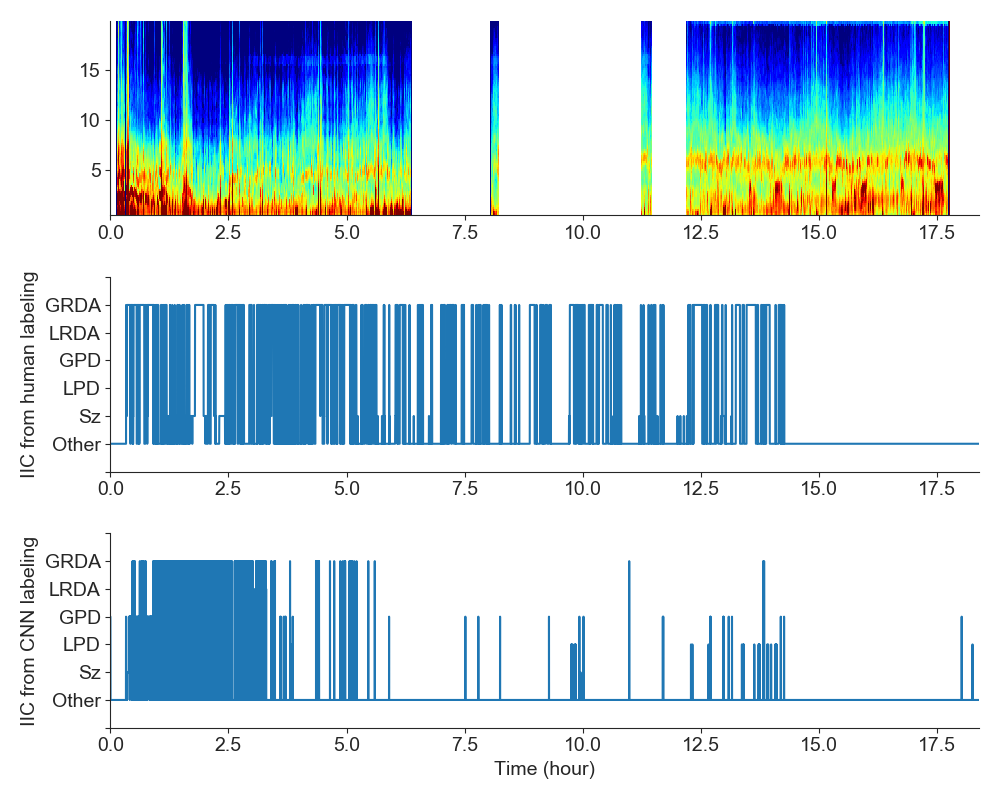 15
10
5
0.0 2.5 5.0 7.5 10.0 12.5 15.0 17.5
IIC from human labeling
GRDA
LRDA
GPD
LPD
Sz
Other
0.0 2.5 5.0 7.5 10.0 12.5 15.0 17.5
IIC from CNN labeling
GRDA
LRDA
GPD
LPD
Sz
Other
0.0 2.5 5.0 7.5 10.0 12.5 15.0 17.5
Time (hour)